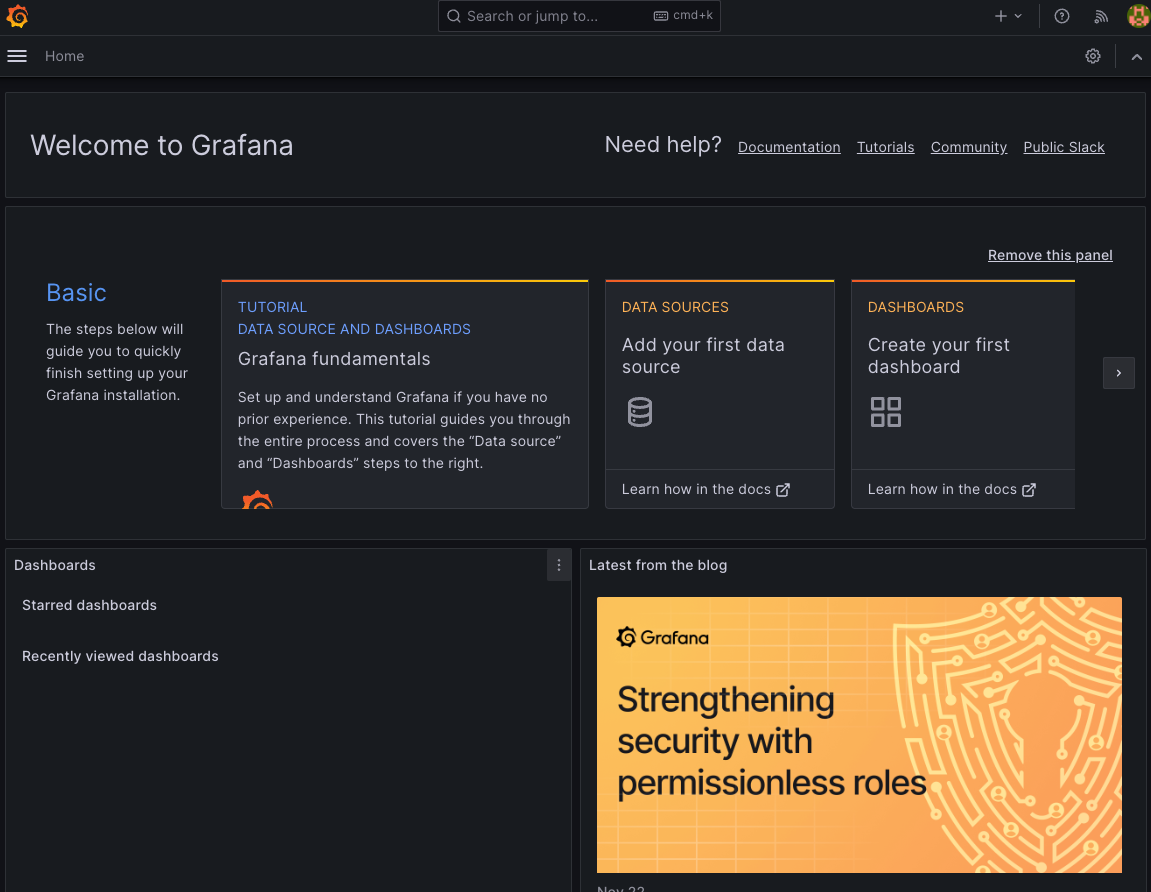 Search or jump to... cmd+k
Home
Welcome to Grafana
Need help? Documentation Tutorials Community Public Slack
Remove this panel
Basic
The steps below will
guide you to quickly
finish setting up your
Grafana installation.
TUTORIAL
DATA SOURCE AND DASHBOARDS
Grafana fundamentals
Set up and understand Grafana if you have no
prior experience. This tutorial guides you through
the entire process and covers the “Data source”
and “Dashboards” steps to the right.
DATA SOURCES
Add your first data
source
Learn how in the docs
DASHBOARDS
Create your first
dashboard
Learn how in the docs
Dashboards
Starred dashboards
Recently viewed dashboards
Latest from the blog
Grafana
Strengthening
security with
permissionless roles
Nov 22